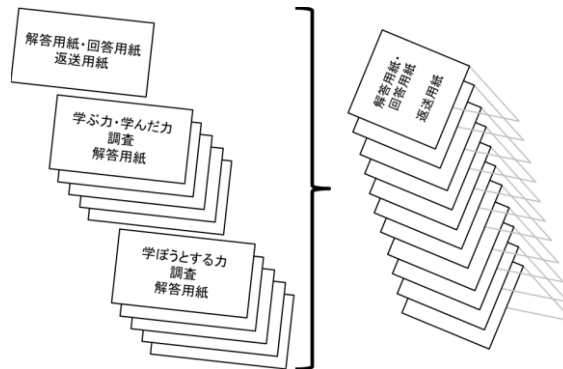 解答用紙・回答用紙
返送用紙
学ぶ力・学んだ力
調査
解答用紙
学ぼうとする力
調査
解答用紙
解答用紙・
回答用紙
返送用紙